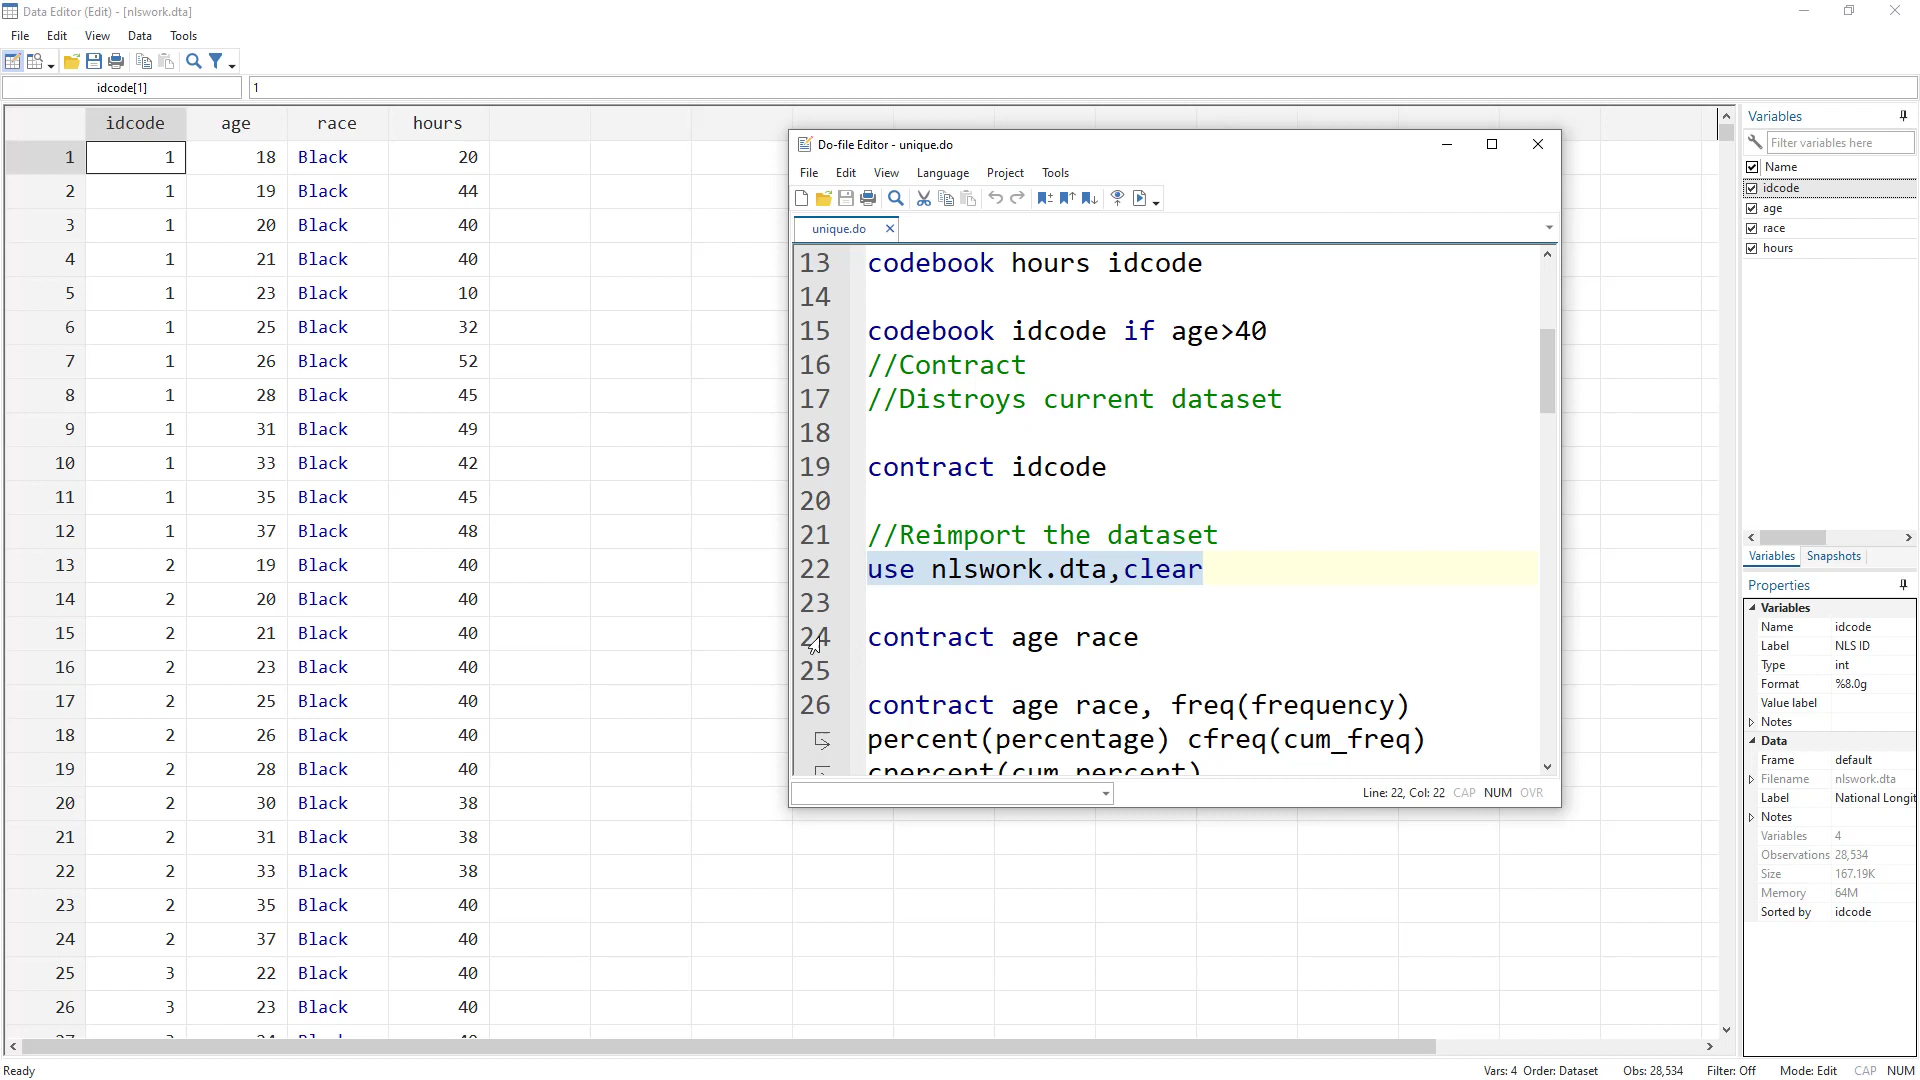 Data Editor (Edit) - [nlswork.dta]
File Edit View Data Tools
idcode[1] 1
idcode age race hours
1 1 18 Black 20
2 1 19 Black 44
3 1 20 Black 40
4 1 21 Black 40
5 1 23 Black 10
6 1 25 Black 32
7 1 26 Black 52
8 1 28 Black 45
9 1 31 Black 49
10 1 33 Black 42
11 1 35 Black 45
12 1 37 Black 48
13 2 19 Black 40
14 2 20 Black 40
15 2 21 Black 40
16 2 23 Black 40
17 2 25 Black 40
18 2 26 Black 40
19 2 28 Black 40
20 2 30 Black 38
21 2 31 Black 38
22 2 33 Black 38
23 2 35 Black 40
24 2 37 Black 40
25 3 22 Black 40
26 3 23 Black 40
Do-file Editor - unique.do
File Edit View Language Project Tools
unique.do
13 codebook hours idcode
14
15 codebook idcode if age>40
16 //Contract
17 //Distroys current dataset
18
19 contract idcode
20
21 //Reimport the dataset
22 use nlswork.dta,clear
23
24 contract age race
25
26 contract age race, freq(frequency)
percent(percentage) cfreq(cum_freq)
cpercent(cum_percent)
Line: 22, Col: 22 CAP NUM OVR
Variables
Filter variables here
Name
idcode
age
race
hours
Variables Snapshots
Properties
Variables
Name idcode
Label NLS ID
Type int
Format %8.0g
Value label
Notes
Data
Frame default
Filename nlswork.dta
Label National Longit
Notes
Variables 4
Observations 28,534
Size 167.19K
Memory 64M
Sorted by idcode
Ready
Vars: 4 Order: Dataset Obs: 28,534 Filter: Off Mode: Edit CAP NUM